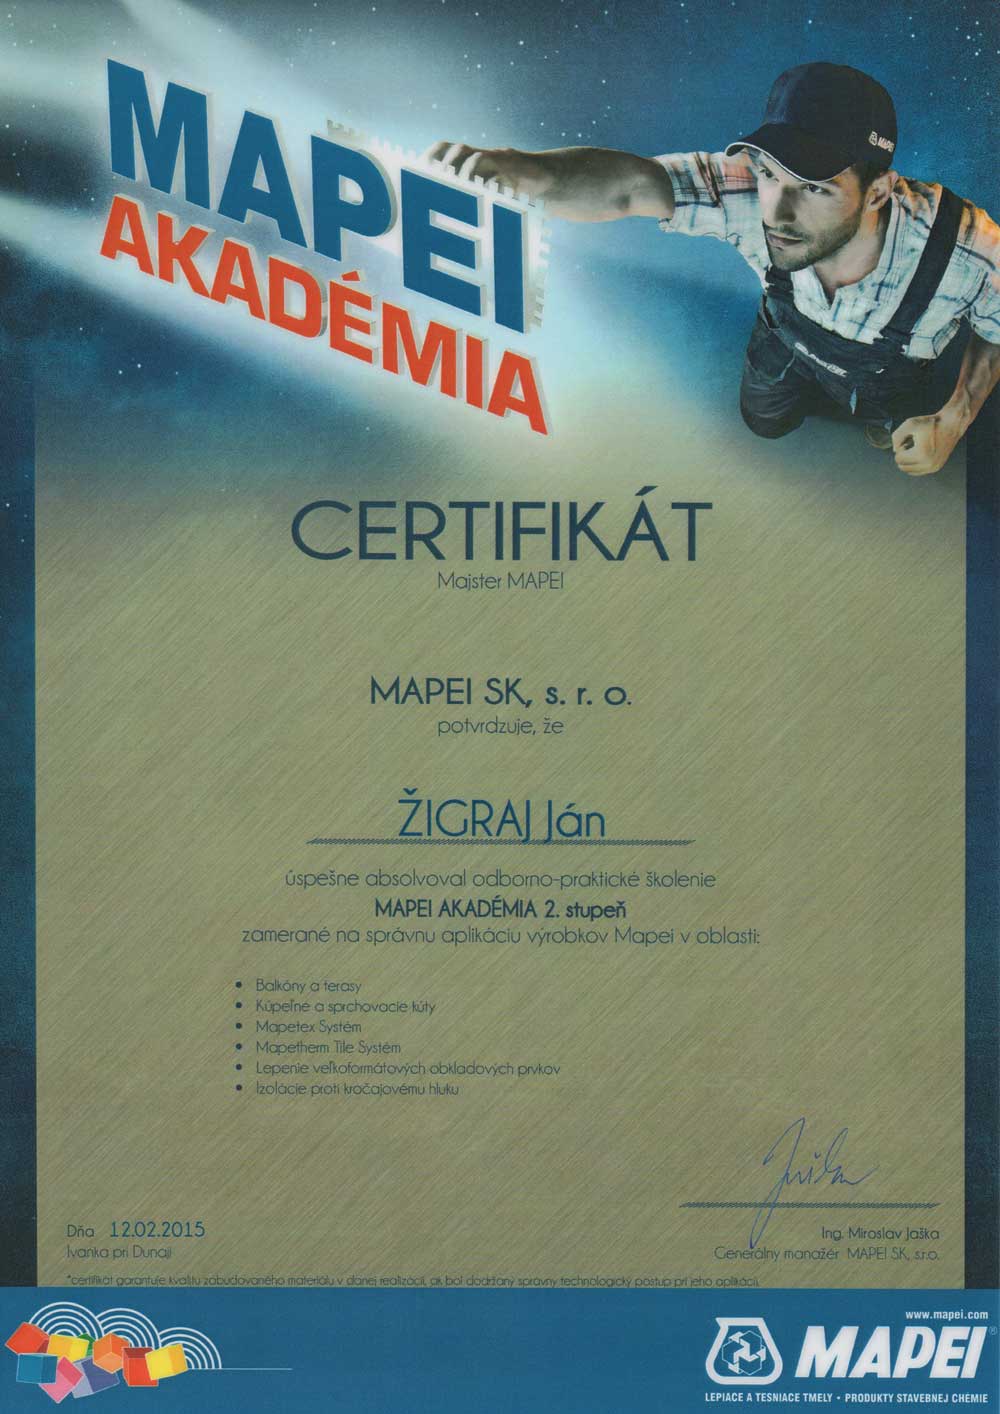 MAPEI
AKADÉMIA
MAPEI
MAPEI
CERTIFIKÁT
Majster MAPEI
MAPEI SK, s. r. o.
potvrdzuje, že
ŽIGRAJ Ján
úspešne absolvoval odborno-praktické školenie
MAPEI AKADÉMIA 2. stupeň
zamerané na správnu aplikáciu výrobkov Mapei v oblasti:
• Balkóny a terasy
• Kúpeľne a sprchovacie kúty
• Mapetex Systém
• Mapetherm Tile Systém
• Lepenie veľkoformátových obkladových prvkov
• Izolácie proti kročajovému hluku
Dňa 12.02.2015
Ivanka pri Dunaji
Ing. Miroslav Jaška
Generálny manažér MAPEI SK, s.r.o.
*certifikát garantuje kvalitu zabudovaného materiálu v danej realizácii, ak bol dodržaný správny technologický postup pri jeho aplikácii.
www.mapei.com
MAPEI®
LEPIACE A TESNIACE TMELY • PRODUKTY STAVEBNEJ CHÉMIE